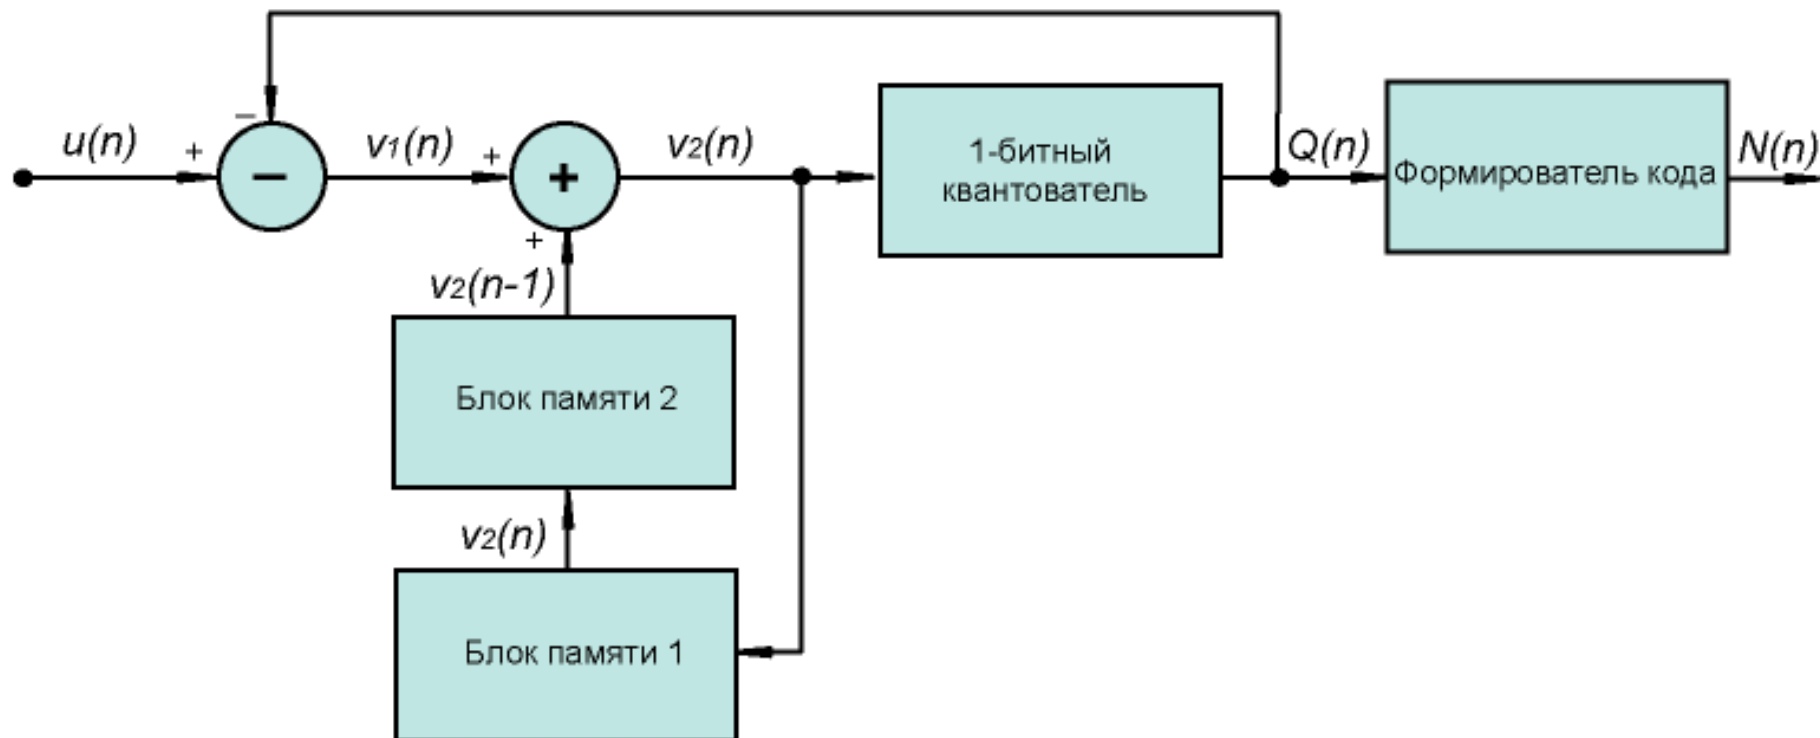 u(n)
+
–
−
v1(n)
+
+
+
v2(n)
1-битный
квантователь
Q(n)
Формирователь кода
N(n)
v2(n-1)
Блок памяти 2
v2(n)
Блок памяти 1